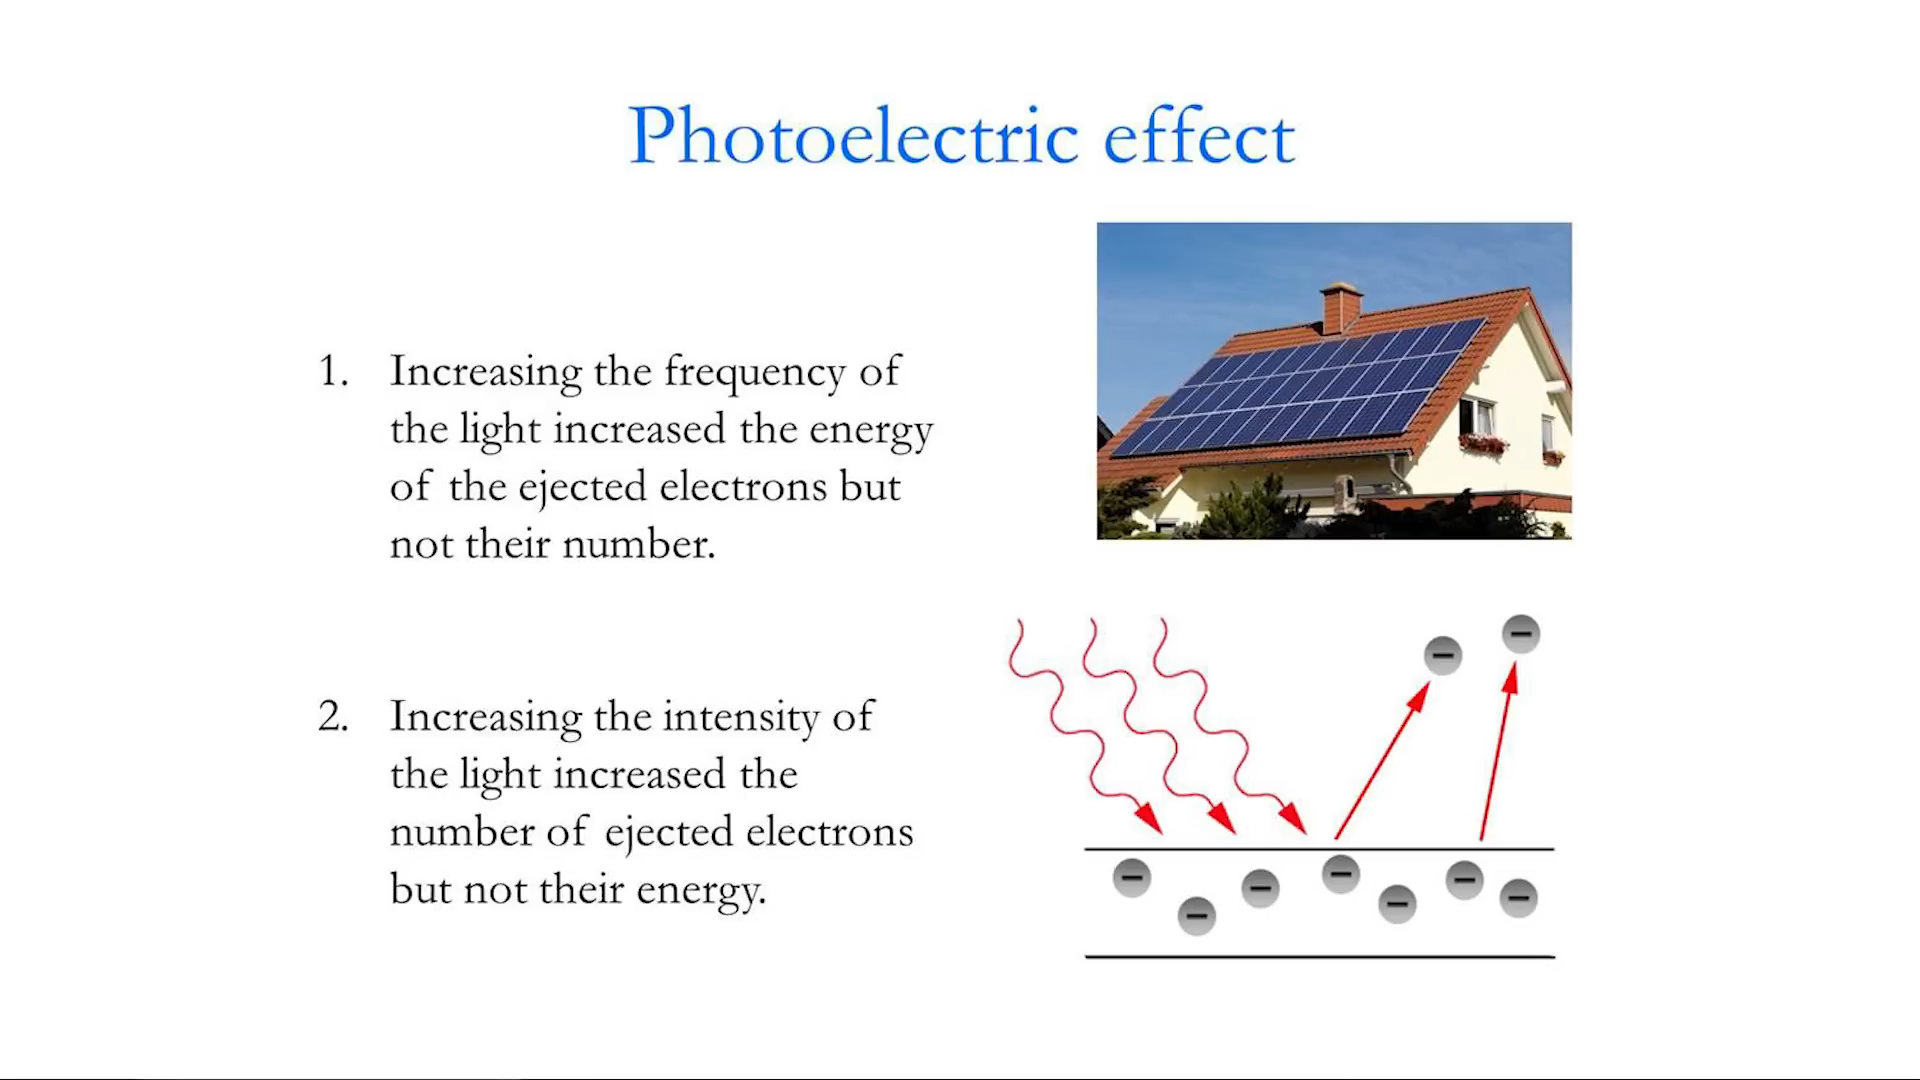 Photoelectric effect
1. Increasing the frequency of
the light increased the energy
of the ejected electrons but
not their number.
2. Increasing the intensity of
the light increased the
number of ejected electrons
but not their energy.